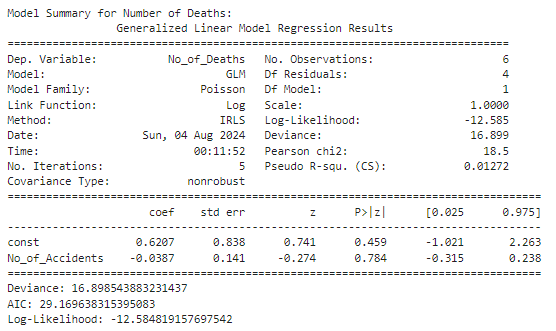 Model Summary for Number of Deaths:
Generalized Linear Model Regression Results
==============================================================================
Dep. Variable: No_of_Deaths No. Observations: 6
Model: GLM Df Residuals: 4
Model Family: Poisson Df Model: 1
Link Function: Log Scale: 1.0000
Method: IRLS Log-Likelihood: -12.585
Date: Sun, 04 Aug 2024 Deviance: 16.899
Time: 00:11:52 Pearson chi2: 18.5
No. Iterations: 5 Pseudo R-squ. (CS): 0.01272
Covariance Type: nonrobust
==============================================================================
coef std err z P>|z| [0.025 0.975]
------------------------------------------------------------------------------
const 0.6207 0.838 0.741 0.459 -1.021 2.263
No_of_Accidents -0.0387 0.141 -0.274 0.784 -0.315 0.238
==============================================================================
Deviance: 16.898543883231437
AIC: 29.169638315395083
Log-Likelihood: -12.584819157697542